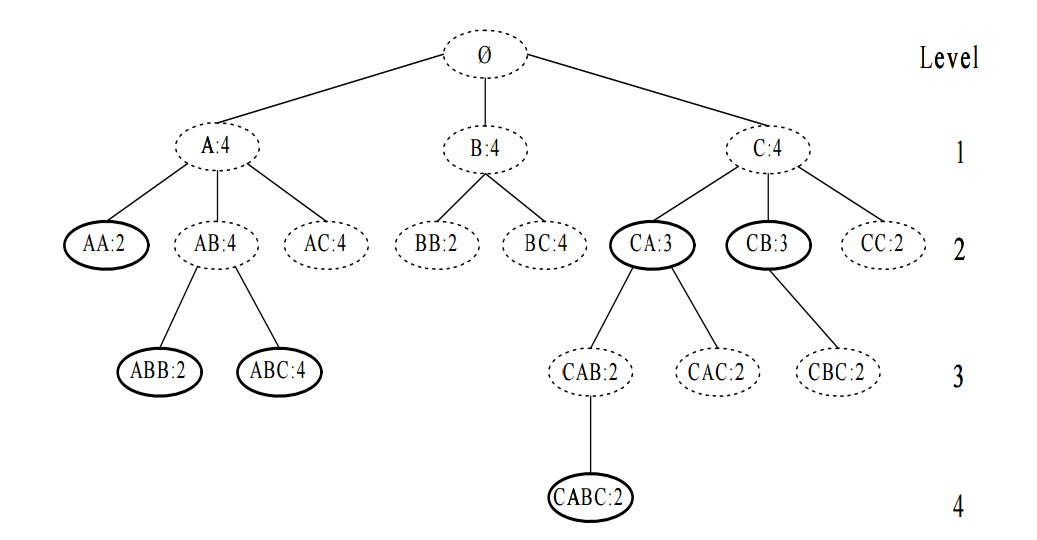 Ø Level
A:4 B:4 C:4 1
AA:2 AB:4 AC:4 BB:2 BC:4 CA:3 CB:3 CC:2 2
ABB:2 ABC:4 CAB:2 CAC:2 CBC:2 3
CABC:2 4